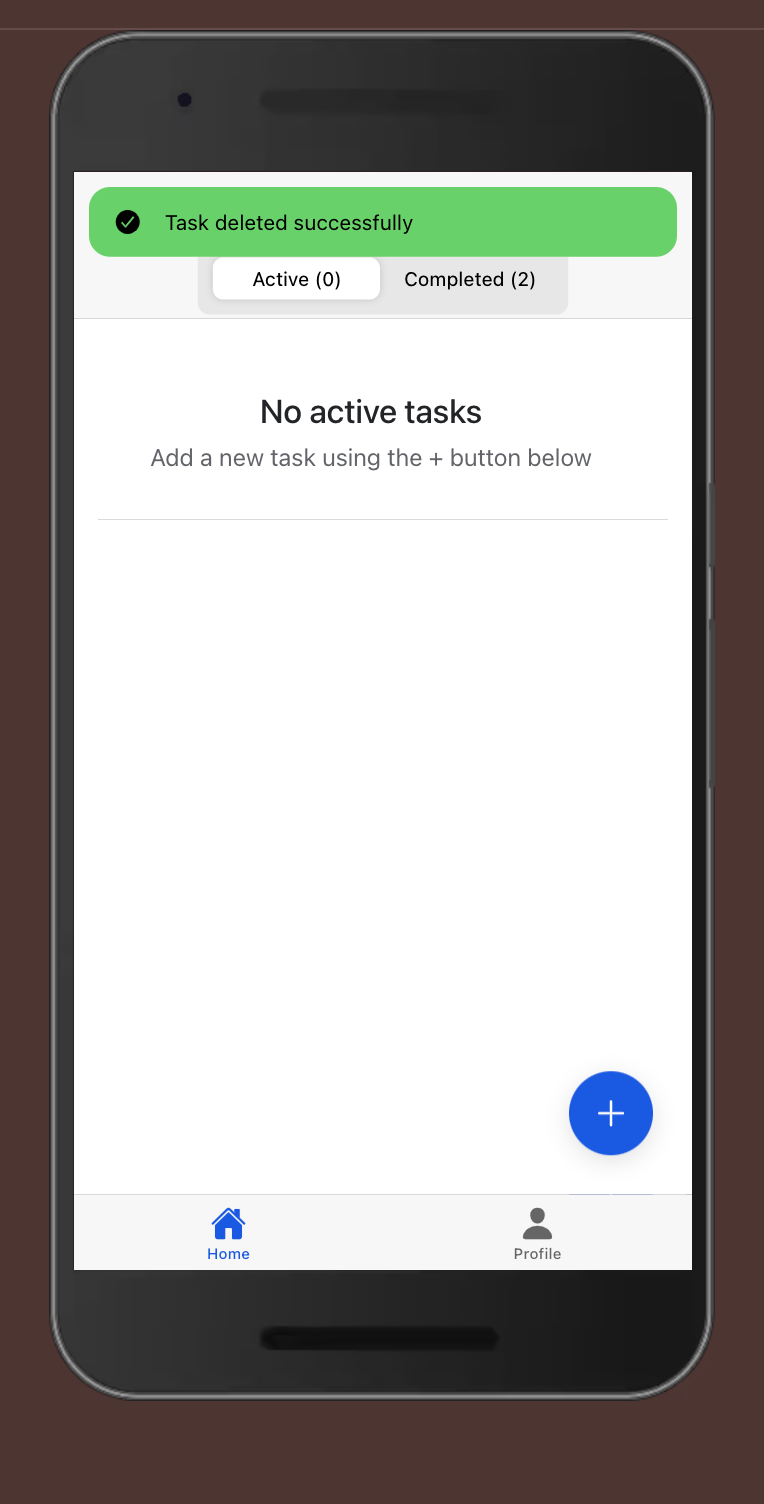 Task deleted successfully
Active (0) Completed (2)
No active tasks
Add a new task using the + button below
Home Profile